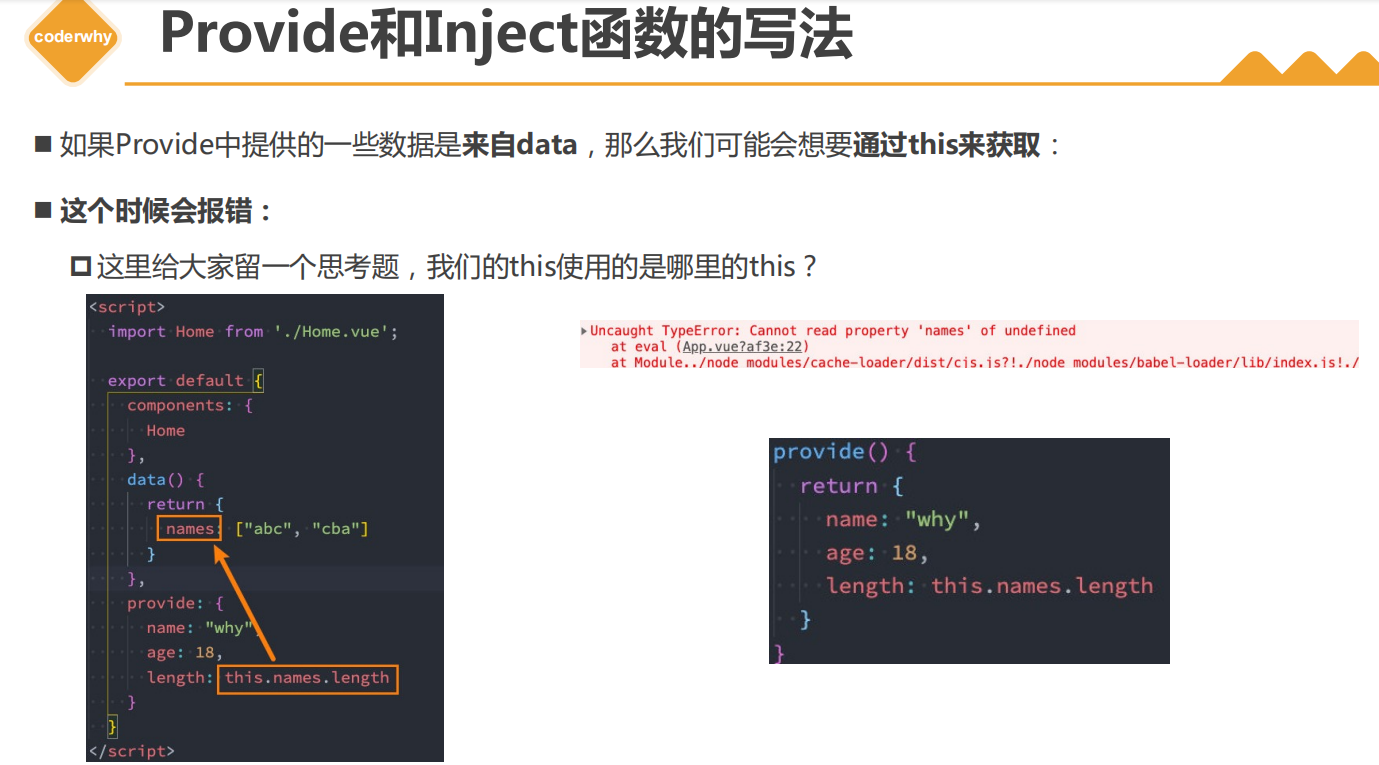 coderwhy
Provide和Inject函数的写法
如果Provide中提供的一些数据是来自data，那么我们可能会想要通过this来获取：
这个时候会报错：
这里给大家留一个思考题，我们的this使用的是哪里的this？
<script>
import Home from './Home.vue';
export default {
components: {
Home
},
data() {
return {
names: ["abc", "cba"]
}
},
provide: {
name: "why",
age: 18,
length: this.names.length
}
}
</script>
Uncaught TypeError: Cannot read property 'names' of undefined
at eval (App.vue?af3e:22)
at Module../node_modules/cache-loader/dist/cjs.js?!./node_modules/babel-loader/lib/index.js!./
provide() {
return {
name: "why",
age: 18,
length: this.names.length
}
}